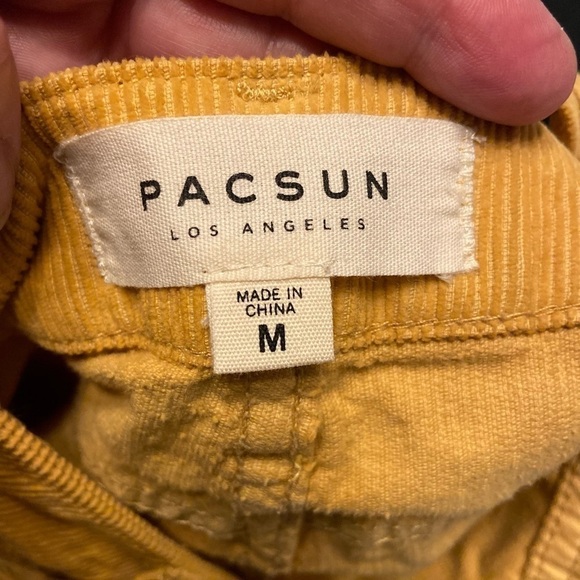 PACSUN
LOS ANGELES
MADE IN
CHINA
M